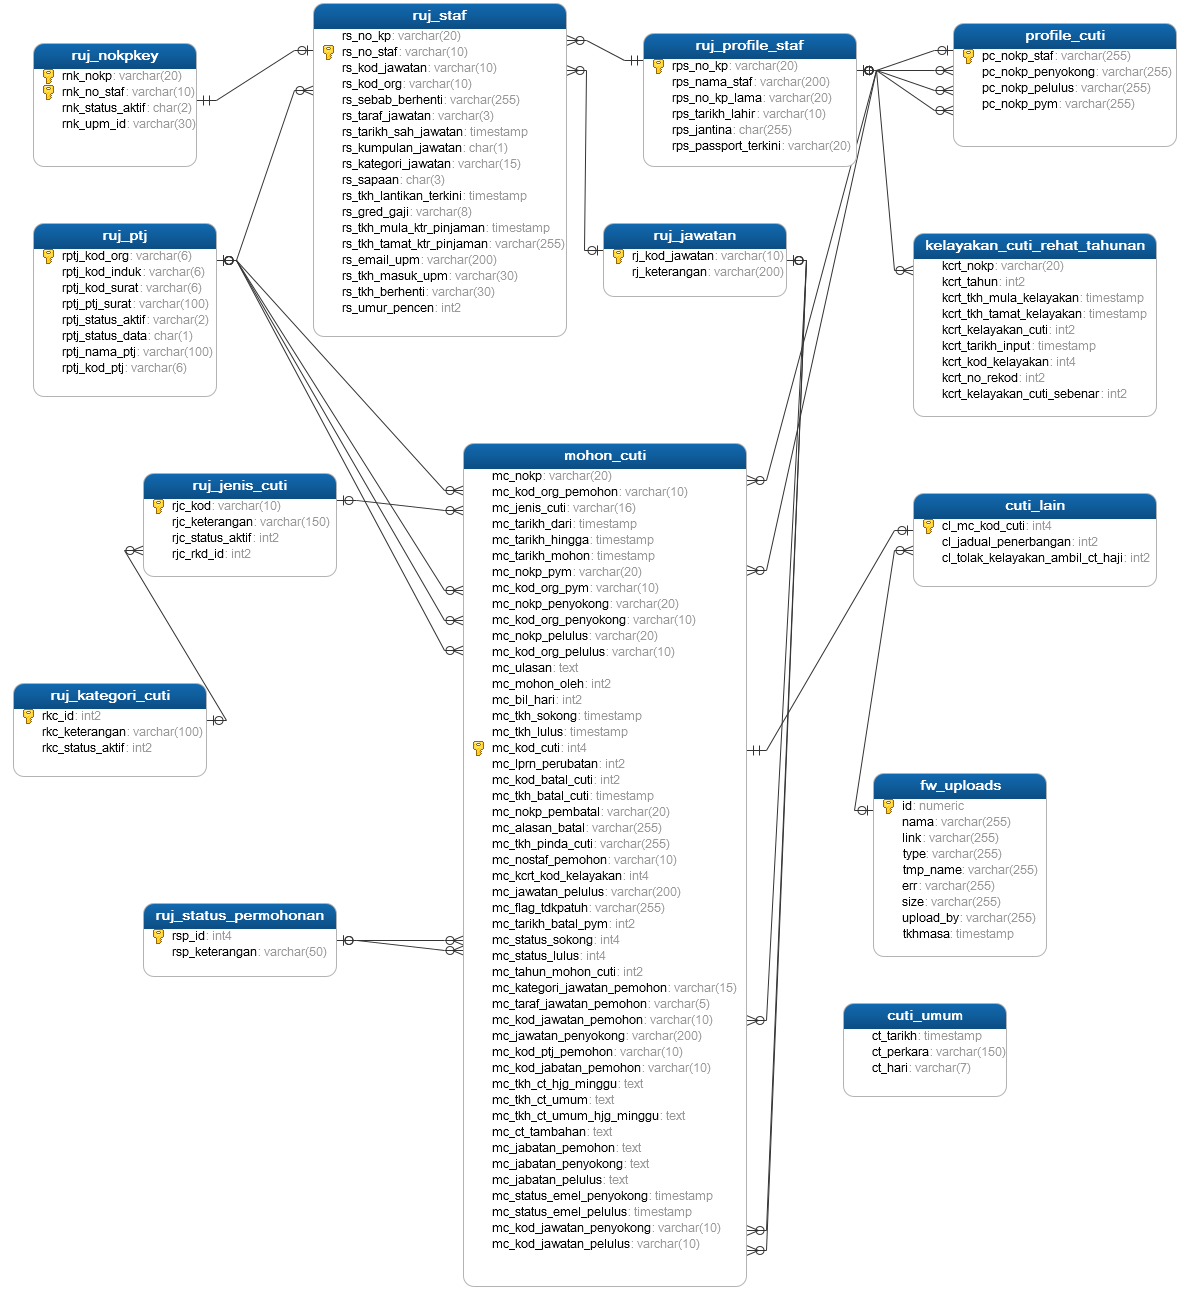 ruj_nokpkey
rnk_nokp: varchar(20)
rnk_no_staf: varchar(10)
rnk_status_aktif: char(2)
rnk_upm_id: varchar(30)
ruj_staf
rs_no_kp: varchar(20)
rs_no_staf: varchar(10)
rs_kod_jawatan: varchar(10)
rs_kod_org: varchar(10)
rs_sebab_berhenti: varchar(255)
rs_taraf_jawatan: varchar(3)
rs_tarikh_sah_jawatan: timestamp
rs_kumpulan_jawatan: char(1)
rs_kategori_jawatan: varchar(15)
rs_sapaan: char(3)
rs_tkh_lantikan_terkini: timestamp
rs_gred_gaji: varchar(8)
rs_tkh_mula_ktr_pinjaman: timestamp
rs_tkh_tamat_ktr_pinjaman: varchar(255)
rs_email_upm: varchar(200)
rs_tkh_masuk_upm: varchar(30)
rs_tkh_berhenti: varchar(30)
rs_umur_pencen: int2
ruj_profile_staf
rps_no_kp: varchar(20)
rps_nama_staf: varchar(200)
rps_no_kp_lama: varchar(20)
rps_tarikh_lahir: varchar(10)
rps_jantina: char(255)
rps_passport_terkini: varchar(20)
profile_cuti
pc_nokp_staf: varchar(255)
pc_nokp_penyokong: varchar(255)
pc_nokp_pelulus: varchar(255)
pc_nokp_pym: varchar(255)
ruj_ptj
rptj_kod_org: varchar(6)
rptj_kod_induk: varchar(6)
rptj_kod_surat: varchar(6)
rptj_ptj_surat: varchar(100)
rptj_status_aktif: varchar(2)
rptj_status_data: char(1)
rptj_nama_ptj: varchar(100)
rptj_kod_ptj: varchar(6)
ruj_jawatan
rj_kod_jawatan: varchar(10)
rj_keterangan: varchar(200)
kelayakan_cuti_rehat_tahunan
kcrt_nokp: varchar(20)
kcrt_tahun: int2
kcrt_tkh_mula_kelayakan: timestamp
kcrt_tkh_tamat_kelayakan: timestamp
kcrt_kelayakan_cuti: int2
kcrt_tarikh_input: timestamp
kcrt_kod_kelayakan: int4
kcrt_no_rekod: int2
kcrt_kelayakan_cuti_sebenar: int2
ruj_jenis_cuti
rjc_kod: varchar(10)
rjc_keterangan: varchar(150)
rjc_status_aktif: int2
rjc_rkd_id: int2
ruj_kategori_cuti
rkc_id: int2
rkc_keterangan: varchar(100)
rkc_status_aktif: int2
ruj_status_permohonan
rsp_id: int4
rsp_keterangan: varchar(50)
mohon_cuti
mc_nokp: varchar(20)
mc_kod_org_pemohon: varchar(10)
mc_jenis_cuti: varchar(16)
mc_tarikh_dari: timestamp
mc_tarikh_hingga: timestamp
mc_tarikh_mohon: timestamp
mc_nokp_pym: varchar(20)
mc_kod_org_pym: varchar(10)
mc_nokp_penyokong: varchar(20)
mc_kod_org_penyokong: varchar(10)
mc_nokp_pelulus: varchar(20)
mc_kod_org_pelulus: varchar(10)
mc_ulasan: text
mc_mohon_oleh: int2
mc_bil_hari: int2
mc_tkh_sokong: timestamp
mc_tkh_lulus: timestamp
mc_kod_cuti: int4
mc_lprn_perubatan: int2
mc_kod_batal_cuti: int2
mc_tkh_batal_cuti: timestamp
mc_nokp_pembatal: varchar(20)
mc_alasan_batal: varchar(255)
mc_tkh_pinda_cuti: varchar(255)
mc_nostaf_pemohon: varchar(10)
mc_kcrt_kod_kelayakan: int4
mc_jawatan_pelulus: varchar(200)
mc_flag_tdkpatuh: varchar(255)
mc_tarikh_batal_pym: int2
mc_status_sokong: int4
mc_status_lulus: int4
mc_tahun_mohon_cuti: int2
mc_kategori_jawatan_pemohon: varchar(15)
mc_taraf_jawatan_pemohon: varchar(5)
mc_kod_jawatan_pemohon: varchar(10)
mc_jawatan_penyokong: varchar(200)
mc_kod_ptj_pemohon: varchar(10)
mc_kod_jabatan_pemohon: varchar(10)
mc_tkh_ct_hjg_minggu: text
mc_tkh_ct_umum: text
mc_tkh_ct_umum_hjg_minggu: text
mc_ct_tambahan: text
mc_jabatan_pemohon: text
mc_jabatan_penyokong: text
mc_jabatan_pelulus: text
mc_status_emel_penyokong: timestamp
mc_status_emel_pelulus: timestamp
mc_kod_jawatan_penyokong: varchar(10)
mc_kod_jawatan_pelulus: varchar(10)
cuti_lain
cl_mc_kod_cuti: int4
cl_jadual_penerbangan: int2
cl_tolak_kelayakan_ambil_ct_haji: int2
fw_uploads
id: numeric
nama: varchar(255)
link: varchar(255)
type: varchar(255)
tmp_name: varchar(255)
err: varchar(255)
size: varchar(255)
upload_by: varchar(255)
tkhmasa: timestamp
cuti_umum
ct_tarikh: timestamp
ct_perkara: varchar(150)
ct_hari: varchar(7)